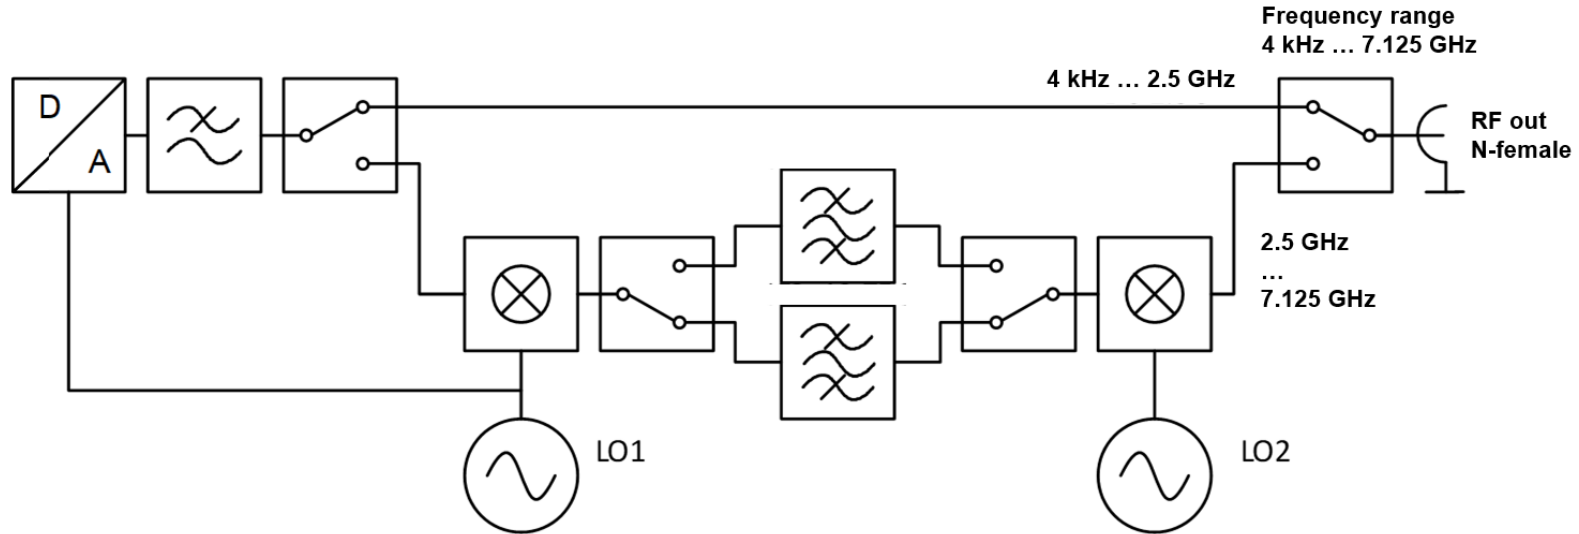 Frequency range
4 kHz … 7.125 GHz
4 kHz … 2.5 GHz
D
A
RF out
N-female
2.5 GHz
…
7.125 GHz
LO1
LO2